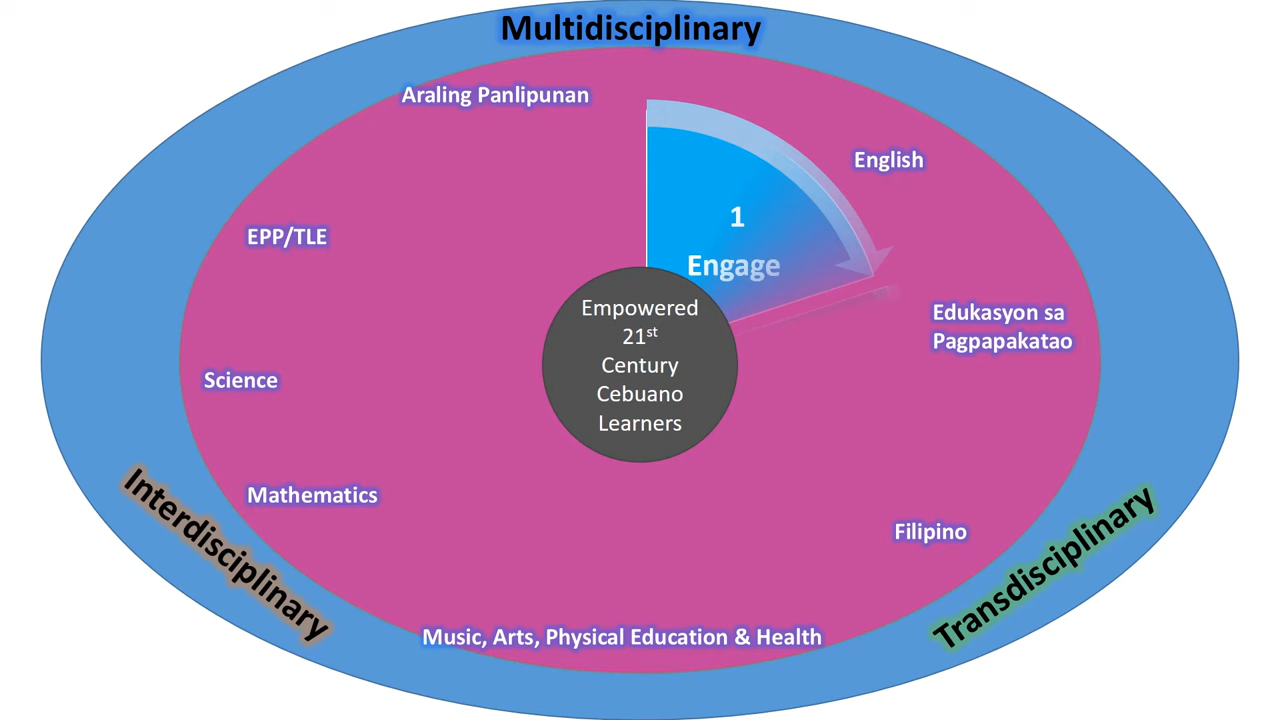 Multidisciplinary
Araling Panlipunan
English
EPP/TLE
1
Engage
Empowered
21st
Century
Cebuano
Learners
Edukasyon sa
Pagpapakatao
Science
Mathematics
Filipino
Interdisciplinary
Transdisciplinary
Music, Arts, Physical Education & Health